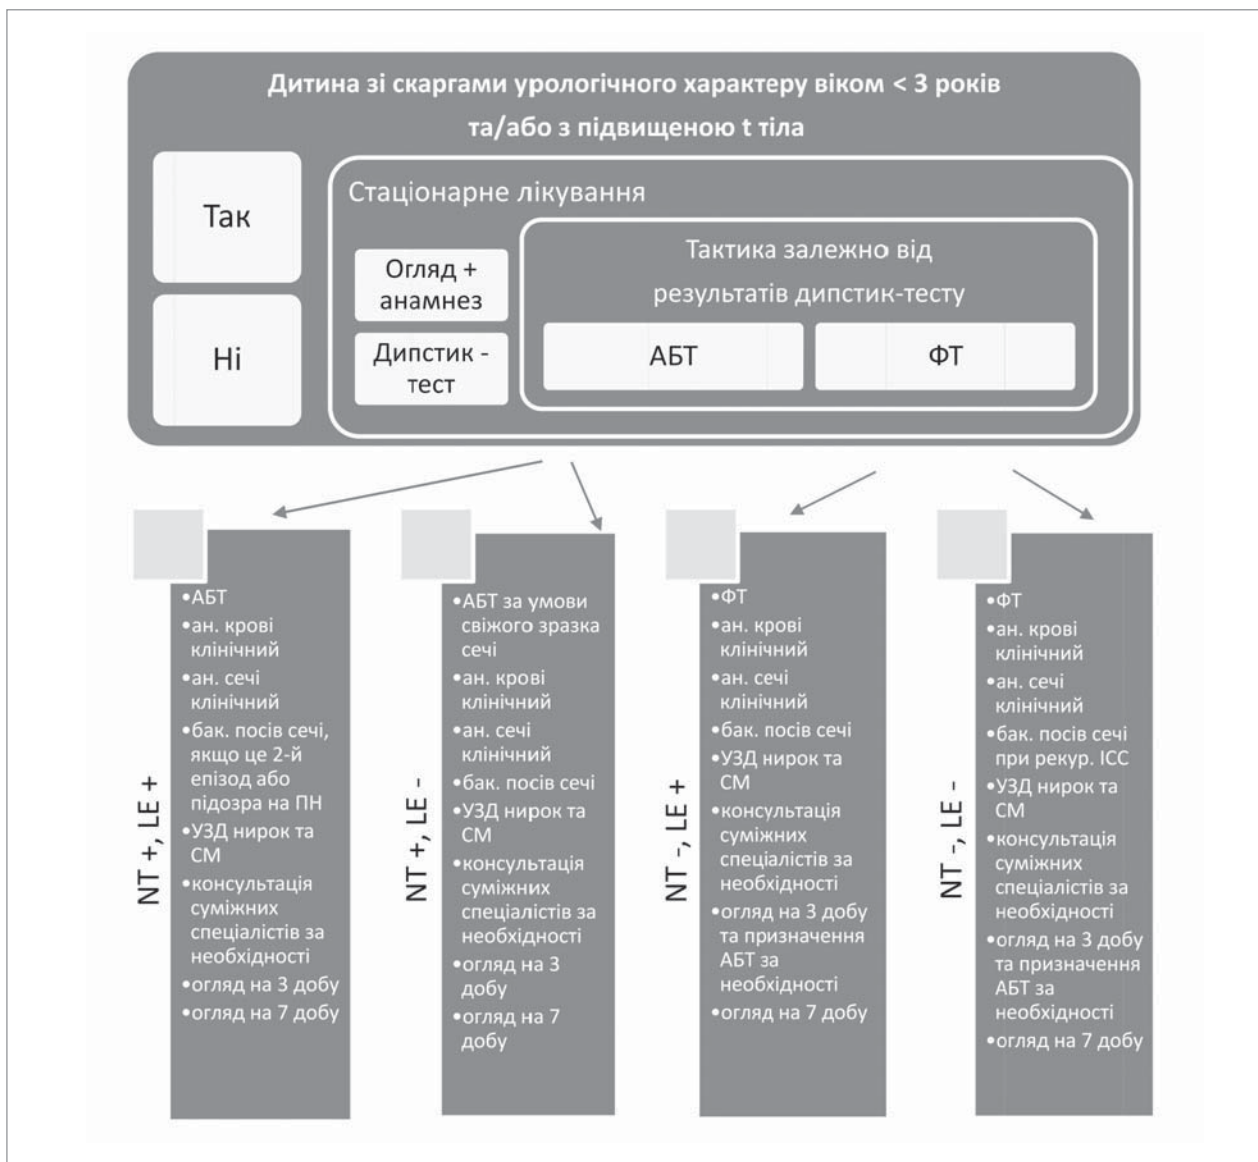 Дитина зі скаргами урологічного характеру віком < 3 років
та/або з підвищеною t тіла
Так
Ні
Стаціонарне лікування
Огляд +
анамнез
Дипстик -
тест
Тактика залежно від
результатів дипстик-тесту
АБТ
ФТ
NT +, LE +
•АБТ
•ан. крові
клінічний
•ан. сечі
клінічний
•бак. посів сечі,
якщо це 2-й
епізод або
підозра на ПН
•УЗД нирок та
СМ
•консультація
суміжних
спеціалістів за
необхідності
•огляд на 3 добу
•огляд на 7 добу
NT +, LE -
•АБТ за умови
свіжого зразка
сечі
•ан. крові
клінічний
•ан. сечі
клінічний
•бак. посів сечі
•УЗД нирок та
СМ
•консультація
суміжних
спеціалістів за
необхідності
•огляд на 3
добу
•огляд на 7
добу
NT -, LE +
•ФТ
•ан. крові
клінічний
•ан. сечі
клінічний
•бак. посів сечі
•УЗД нирок та
СМ
•консультація
суміжних
спеціалістів за
необхідності
•огляд на 3 добу
та призначення
АБТ за
необхідності
•огляд на 7 добу
NT -, LE -
•ФТ
•ан. крові
клінічний
•ан. сечі
клінічний
•бак. посів сечі
при рекур. ІСС
•УЗД нирок та
СМ
•консультація
суміжних
спеціалістів за
необхідності
•огляд на 3 добу
та призначення
АБТ за
необхідності
•огляд на 7 добу